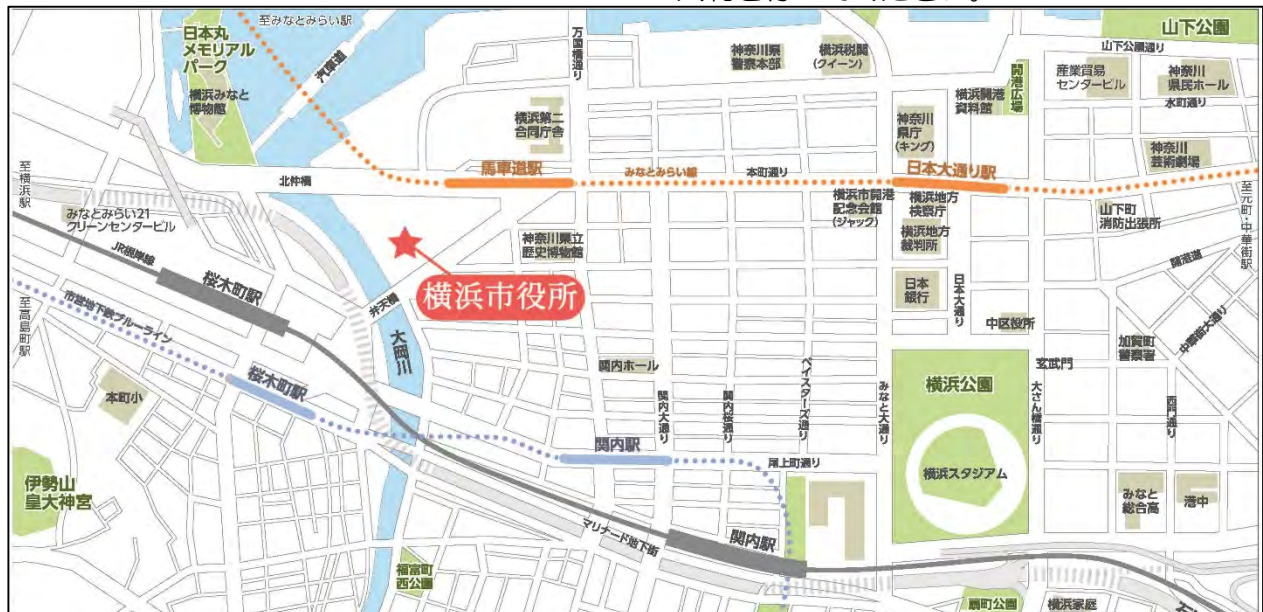 至みなとみらい駅
日本丸
メモリアル
パーク
汽車道
横浜みなと
博物館
万国橋通り
神奈川県
警察本部
横浜税関
(クイーン)
山下公園
山下公園通り
開港広場
産業貿易
センタービル
神奈川
県民ホール
水町通り
横浜開港
資料館
横浜第二
合同庁舎
神奈川
県庁
(キング)
神奈川
芸術劇場
馬車道駅
みなとみらい線
本町通り
日本大通り駅
北仲橋
至横浜駅
みなとみらい21
クリーンセンタービル
JR根岸線
桜木町駅
神奈川県立
歴史博物館
横浜市開港
記念会館
(ジャック)
横浜地方
検察庁
横浜地方
裁判所
山下町
消防出張所
至元町・中華街駅
開港道
横浜市役所
弁天橋
大岡川
日本
銀行
日本大通り
中区役所
加賀町
警察署
中華街大通り
市営地下鉄ブルーライン
至高島町駅
桜木町駅
本町小
関内ホール
関内大通り
関内桜通り
ベイスターズ通り
みなと大通り
横浜公園
玄武門
大さん橋通り
西門通り
関内駅
尾上町通り
横浜スタジアム
伊勢山
皇大神宮
みなと
総合高
港中
マリナード地下街
関内駅
福富町
西公園
扇町公園
横浜家庭